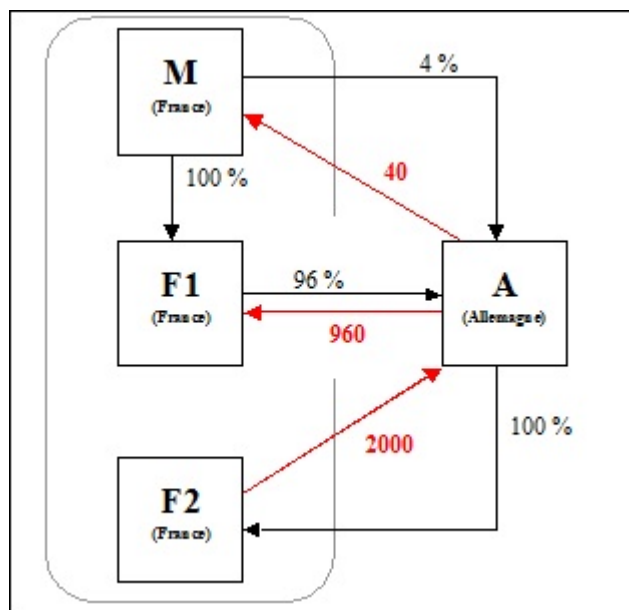 M
(France)
4 %
40
100 %
F1
(France)
96 %
960
A
(Allemagne)
2000
100 %
F2
(France)